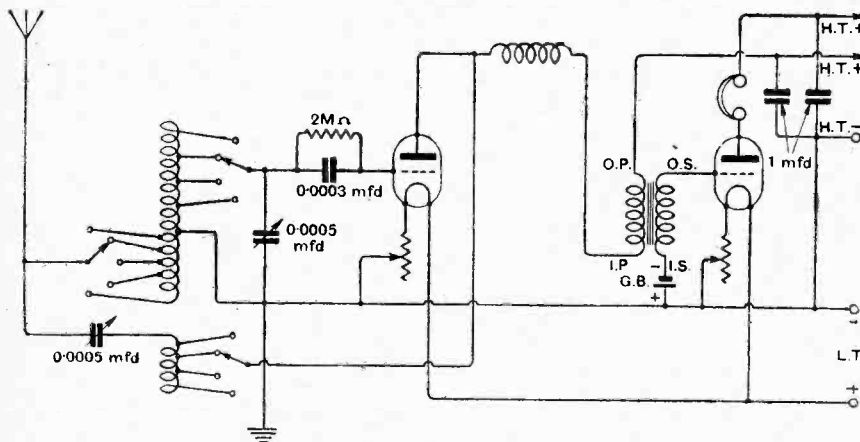 H.T.+
H.T.+
2MΩ
H.T.-
0·0003 mfd
1 mfd
O.P.
O.S.
0·0005
mfd
I.P.
- I.S.
G.B.
+
-
0·0005 mfd
L.T
+